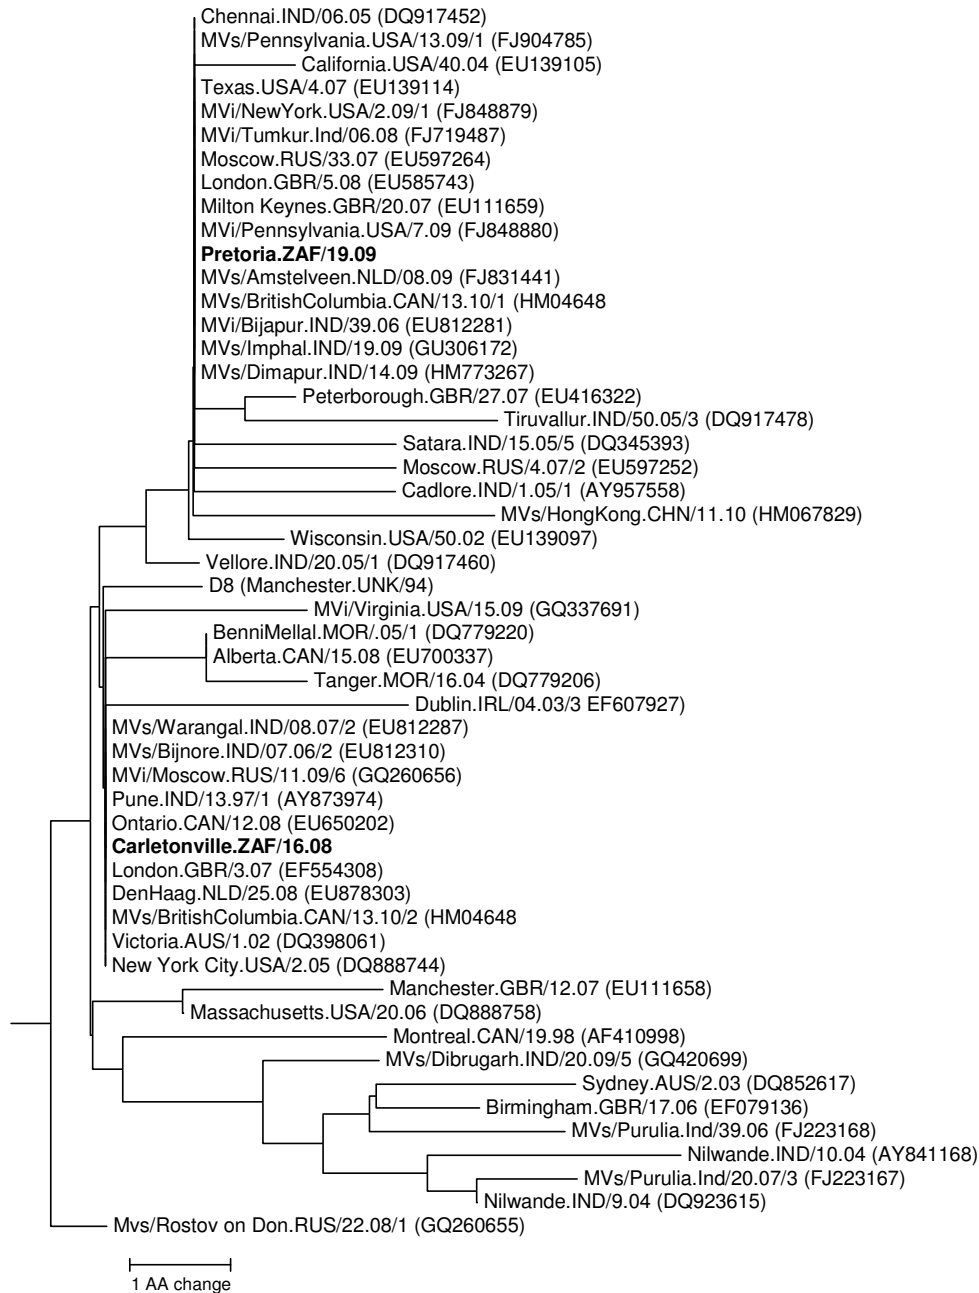 Chennai.IND/06.05 (DQ917452)
MVs/Pennsylvania.USA/13.09/1 (FJ904785)
California.USA/40.04 (EU139105)
Texas.USA/4.07 (EU139114)
MVi/NewYork.USA/2.09/1 (FJ848879)
MVi/Tumkur.Ind/06.08 (FJ719487)
Moscow.RUS/33.07 (EU597264)
London.GBR/5.08 (EU585743)
Milton Keynes.GBR/20.07 (EU111659)
MVi/Pennsylvania.USA/7.09 (FJ848880)
Pretoria.ZAF/19.09
MVs/Amstelveen.NLD/08.09 (FJ831441)
MVs/BritishColumbia.CAN/13.10/1 (HM04648
MVi/Bijapur.IND/39.06 (EU812281)
MVs/Imphal.IND/19.09 (GU306172)
MVs/Dimapur.IND/14.09 (HM773267)
Peterborough.GBR/27.07 (EU416322)
Tiruvallur.IND/50.05/3 (DQ917478)
Satara.IND/15.05/5 (DQ345393)
Moscow.RUS/4.07/2 (EU597252)
Cadlore.IND/1.05/1 (AY957558)
MVs/HongKong.CHN/11.10 (HM067829)
Wisconsin.USA/50.02 (EU139097)
Vellore.IND/20.05/1 (DQ917460)
D8 (Manchester.UNK/94)
MVi/Virginia.USA/15.09 (GQ337691)
BenniMellal.MOR/.05/1 (DQ779220)
Alberta.CAN/15.08 (EU700337)
Tanger.MOR/16.04 (DQ779206)
Dublin.IRL/04.03/3 EF607927)
MVs/Warangal.IND/08.07/2 (EU812287)
MVs/Bijnore.IND/07.06/2 (EU812310)
MVi/Moscow.RUS/11.09/6 (GQ260656)
Pune.IND/13.97/1 (AY873974)
Ontario.CAN/12.08 (EU650202)
Carletonville.ZAF/16.08
London.GBR/3.07 (EF554308)
DenHaag.NLD/25.08 (EU878303)
MVs/BritishColumbia.CAN/13.10/2 (HM04648
Victoria.AUS/1.02 (DQ398061)
New York City.USA/2.05 (DQ888744)
Manchester.GBR/12.07 (EU111658)
Massachusetts.USA/20.06 (DQ888758)
Montreal.CAN/19.98 (AF410998)
MVs/Dibrugarh.IND/20.09/5 (GQ420699)
Sydney.AUS/2.03 (DQ852617)
Birmingham.GBR/17.06 (EF079136)
MVs/Purulia.Ind/39.06 (FJ223168)
Nilwande.IND/10.04 (AY841168)
MVs/Purulia.Ind/20.07/3 (FJ223167)
Nilwande.IND/9.04 (DQ923615)
Mvs/Rostov on Don.RUS/22.08/1 (GQ260655)
1 AA change